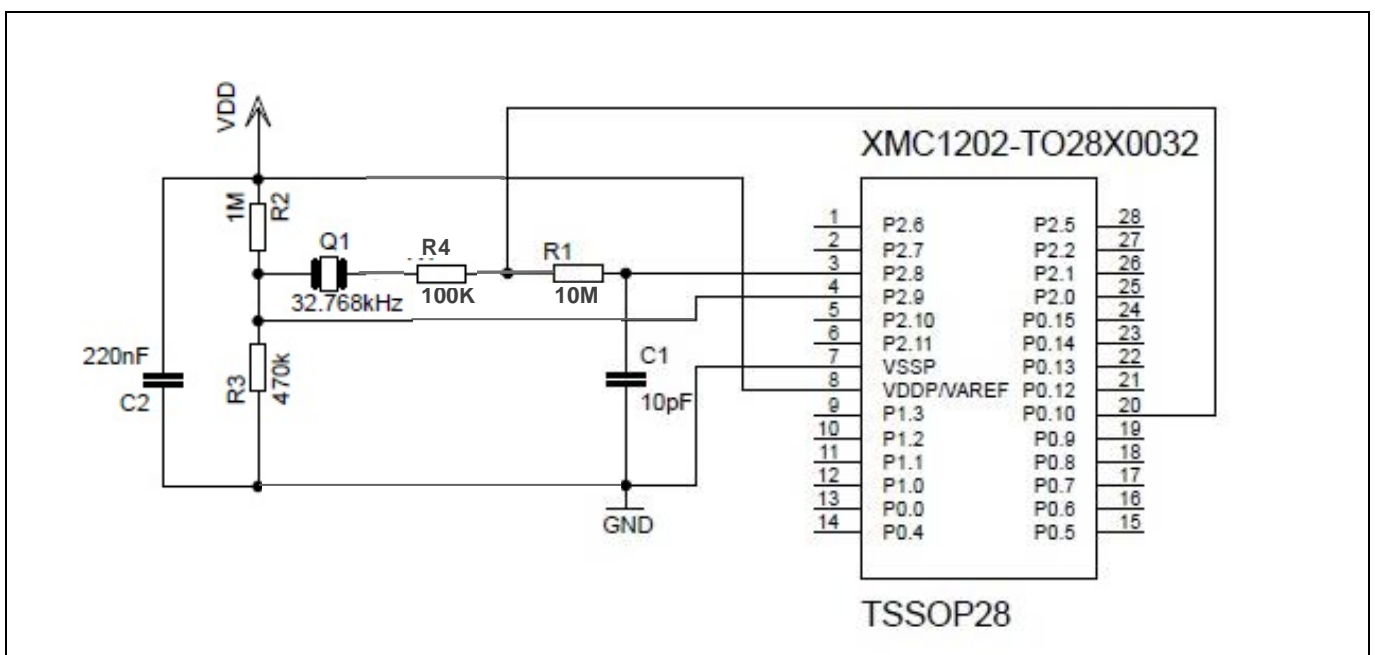 VDD
XMC1202-TO28X0032
1M
R2
Q1
32.768kHz
R4
100K
R1
10M
220nF
C2
R3
470k
C1
10pF
GND
1 P2.6 P2.5 28
2 P2.7 P2.2 27
3 P2.8 P2.1 26
4 P2.9 P2.0 25
5 P2.10 P0.15 24
6 P2.11 P0.14 23
7 VSSP P0.13 22
8 VDDP/VAREF P0.12 21
9 P1.3 P0.10 20
10 P1.2 P0.9 19
11 P1.1 P0.8 18
12 P1.0 P0.7 17
13 P0.0 P0.6 16
14 P0.4 P0.5 15
TSSOP28